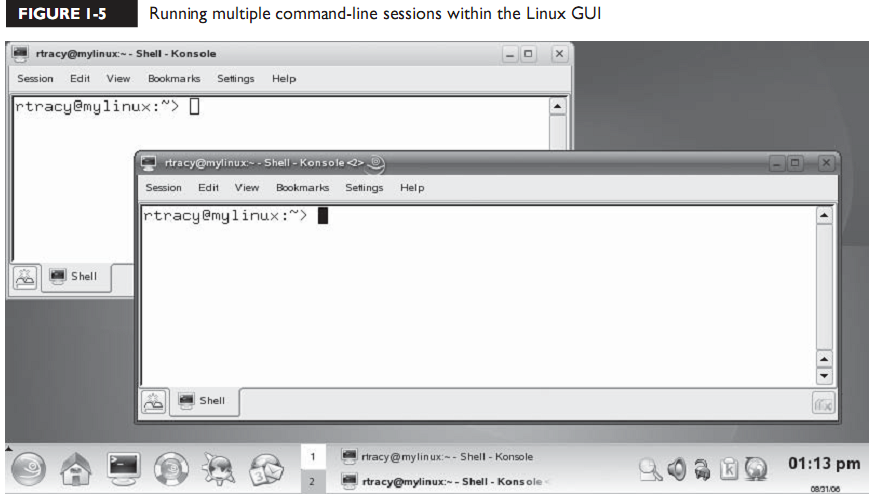 FIGURE 1-5 Running multiple command-line sessions within the Linux GUI
rtracy@mylinux:~ - Shell - Konsole
Session Edit View Bookmarks Settings Help
rtracy@mylinux:~>
rtracy@mylinux:~ - Shell - Konsole <2>
Session Edit View Bookmarks Settings Help
rtracy@mylinux:~>
Shell
Shell
1 rtracy@mylinux:~ - Shell - Konsole
2 rtracy@mylinux:~ - Shell - Konsole <
01:13 pm
08/31/06